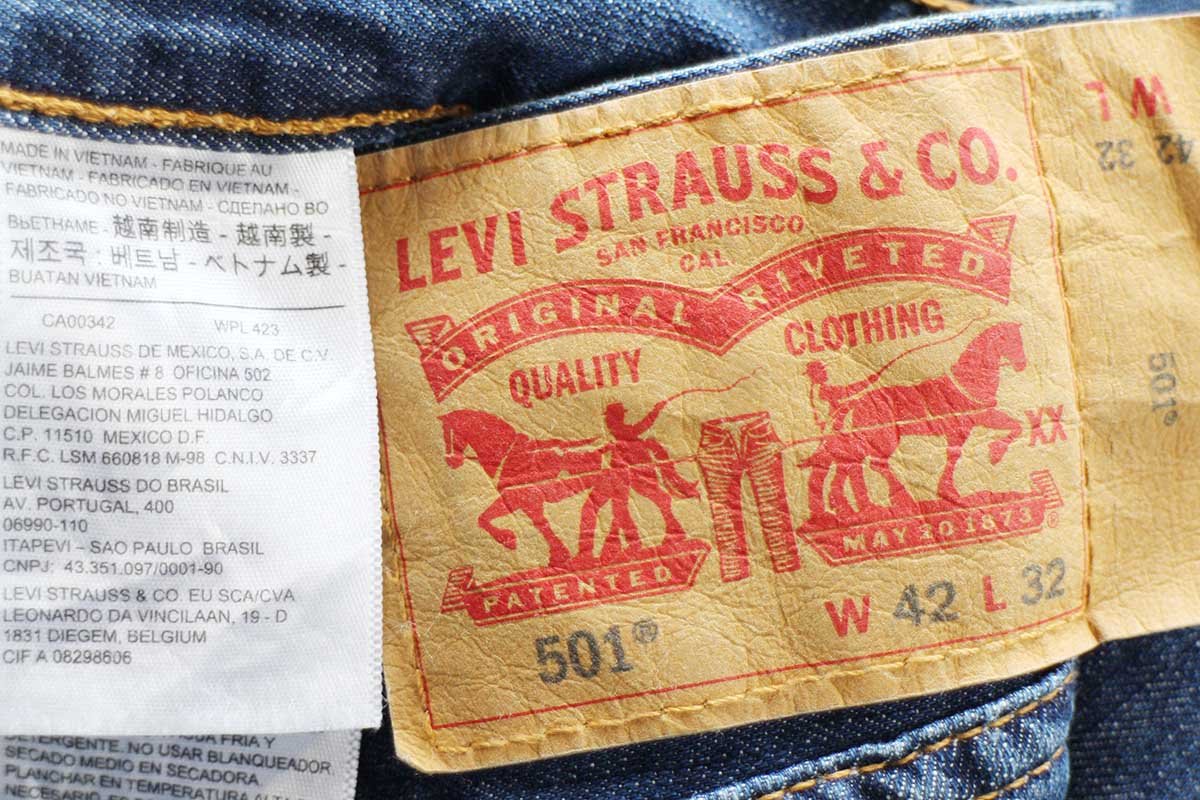 MADE IN VIETNAM - FABRIQUE AU
VIETNAM - FABRICADO EN VIETNAM -
FABRICADO NO VIETNAM - СДЕЛАНО ВО
ВЬЕТНАМЕ - 越南制造 - 越南製 -
제조국 : 베트남 - ベトナム製 -
BUATAN VIETNAM
CA00342 WPL 423
LEVI STRAUSS DE MEXICO, S.A. DE C.V.
JAIME BALMES # 8 OFICINA 502
COL. LOS MORALES POLANCO
DELEGACION MIGUEL HIDALGO
C.P. 11510 MEXICO D.F.
R.F.C. LSM 660818 M-98 C.N.I.V. 3337
LEVI STRAUSS DO BRASIL
AV. PORTUGAL, 400
06990-110
ITAPEVI – SAO PAULO BRASIL
CNPJ: 43.351.097/0001-90
LEVI STRAUSS & CO. EU SCA/CVA
LEONARDO DA VINCILAAN, 19 - D
1831 DIEGEM, BELGIUM
CIF A 08298606
DETERGENTE. NO USAR BLANQUEADOR
SECADO MEDIO EN SECADORA
PLANCHAR EN TEMPERATURA ALTA
LEVI STRAUSS & CO.
SAN FRANCISCO
CAL.
ORIGINAL RIVETED
QUALITY CLOTHING
XX
PATENTED MAY 20 1873 ®
501® W 42 L 32
W L
42 32
501®